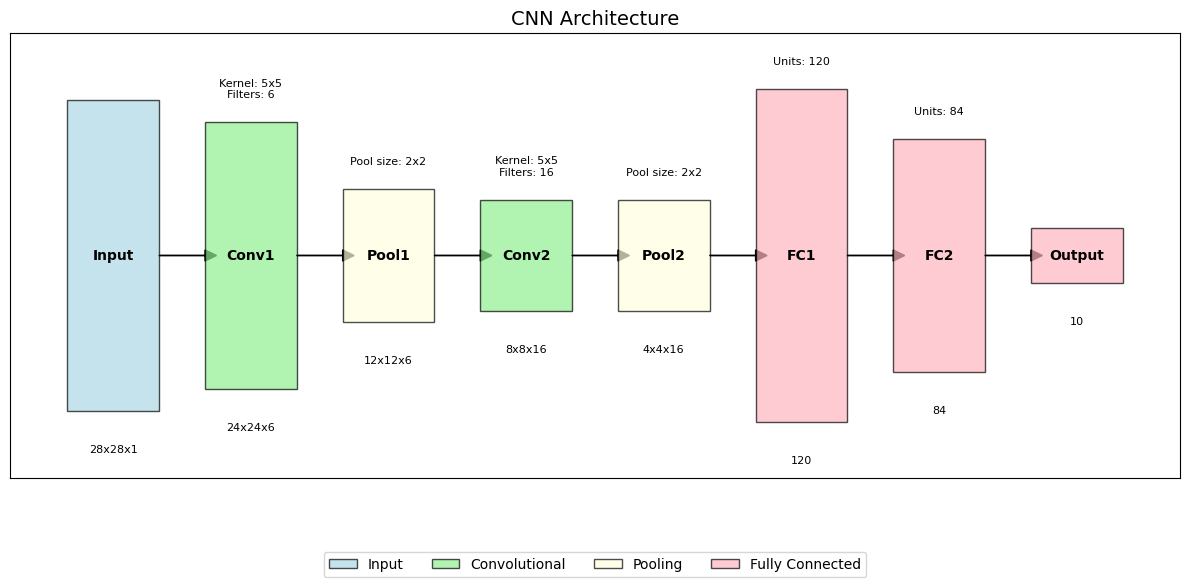 CNN Architecture
Kernel: 5x5
Filters: 6
Pool size: 2x2
Kernel: 5x5
Filters: 16
Pool size: 2x2
Units: 120
Units: 84
Input
Conv1
Pool1
Conv2
Pool2
FC1
FC2
Output
28x28x1
24x24x6
12x12x6
8x8x16
4x4x16
120
84
10
Input
Convolutional
Pooling
Fully Connected